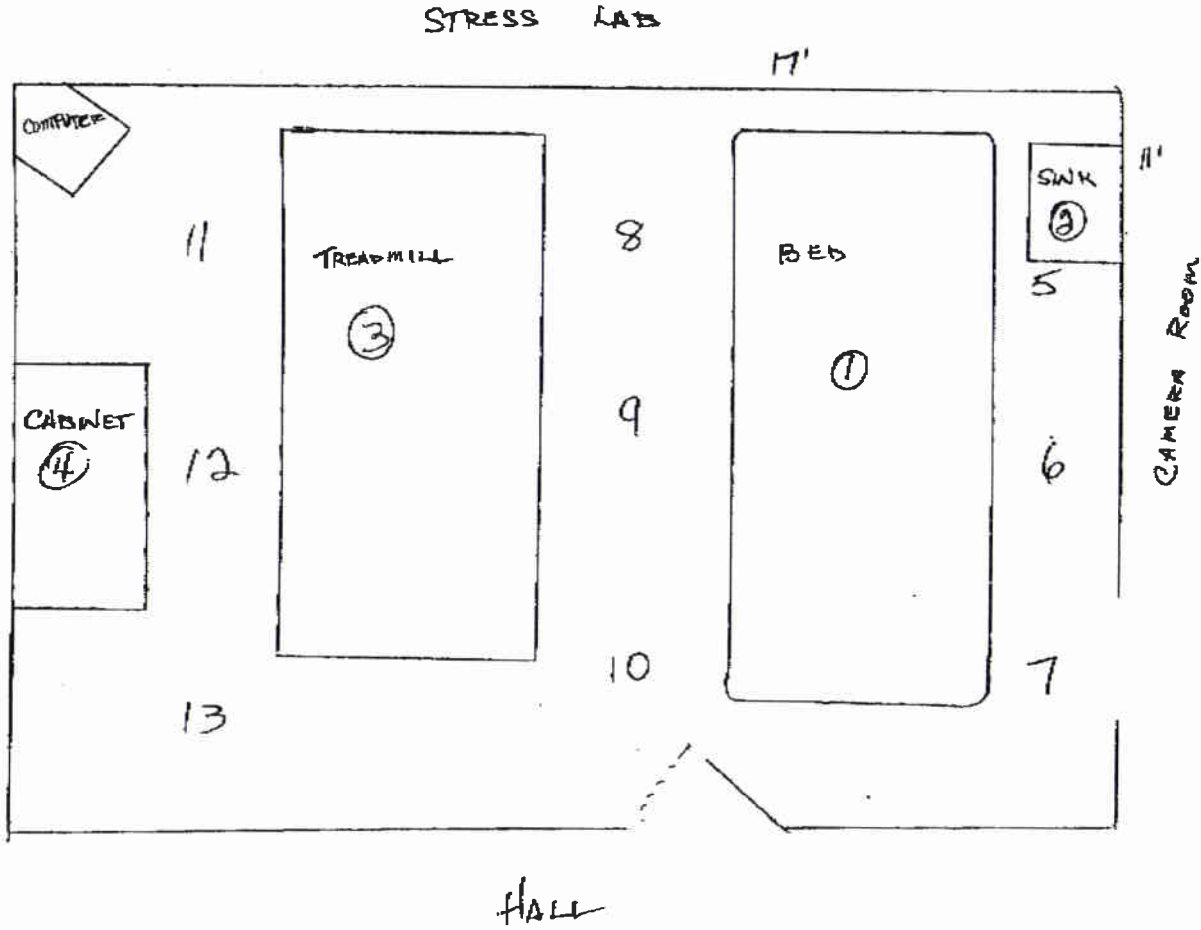 STRESS LAB
17'
COMPUTER
11'
SINK
②
11
TREADMILL
8
BED
5
③
①
CAMERA ROOM
CABINET
④
12
9
6
10
7
13
HALL